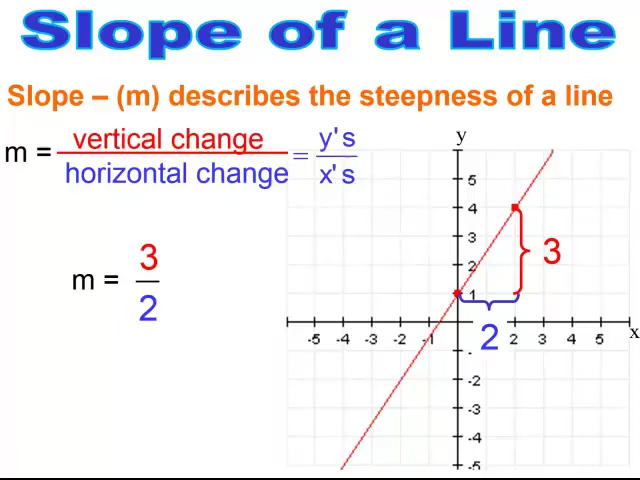 Slope of a Line
Slope – (m) describes the steepness of a line
m = vertical change / horizontal change = y's / x's
y
5
4
3
2
1
m = 3/2
3
2
-5 -4 -3 -2 -1 2 3 4 5 x
-
-2
-3
-4
-5